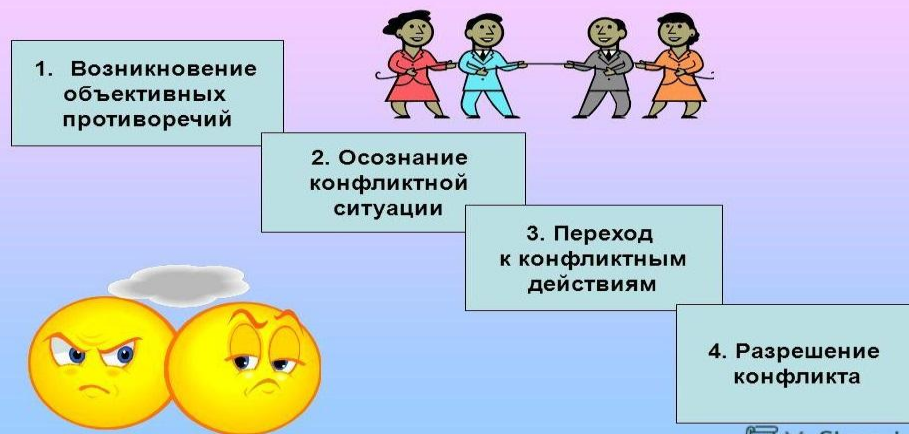 1. Возникновение
объективных
противоречий
2. Осознание
конфликтной
ситуации
3. Переход
к конфликтным
действиям
4. Разрешение
конфликта